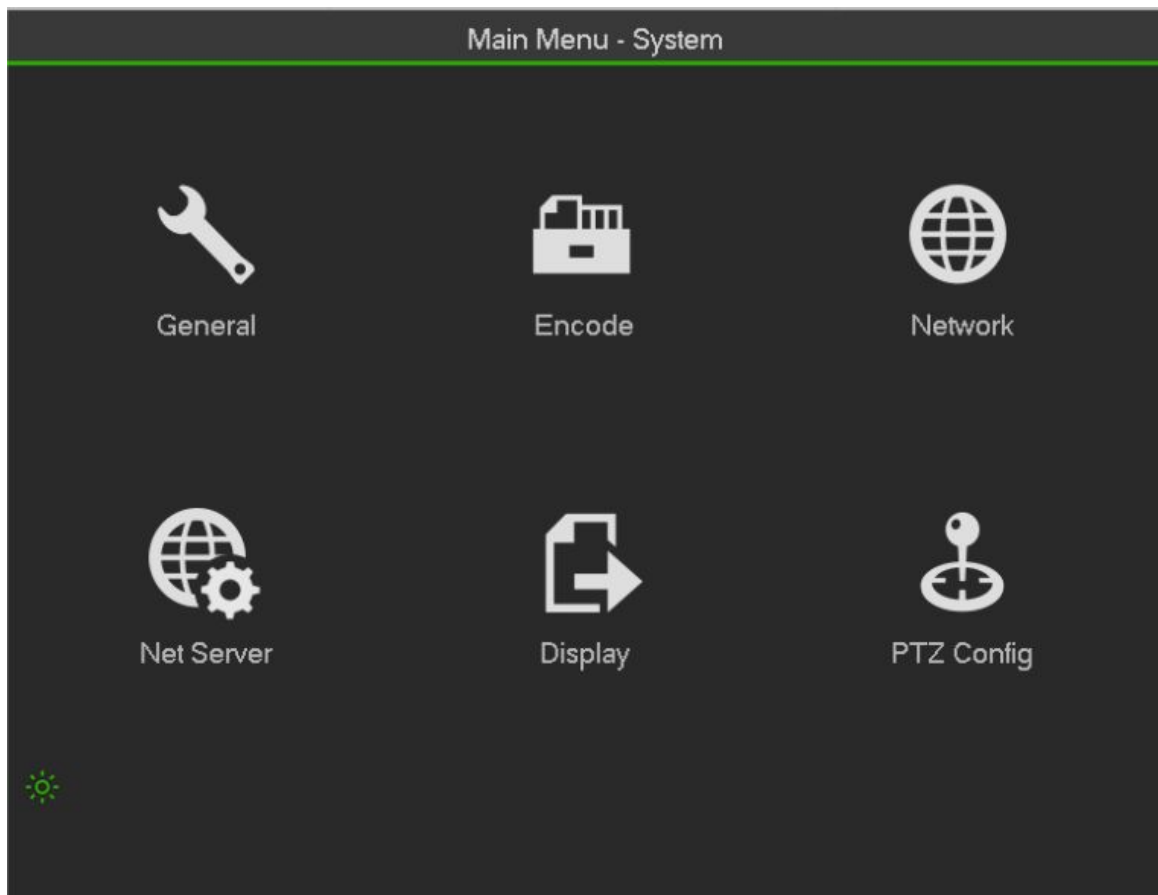 Main Menu - System
General
Encode
Network
Net Server
Display
PTZ Config